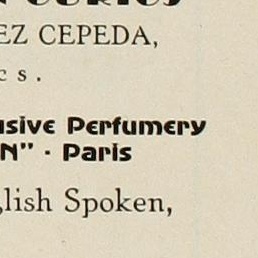 EZ CEPEDA,
cs.
usive Perfumery
N" · Paris
lish Spoken,